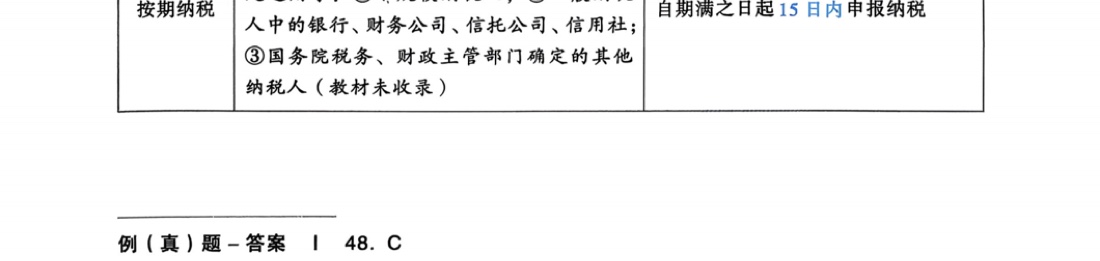 按期纳税
人中的银行、财务公司、信托公司、信用社;
③国务院税务、财政主管部门确定的其他
纳税人(教材未收录)
自期满之日起15日内申报纳税
例(真)题-答案 | 48. C